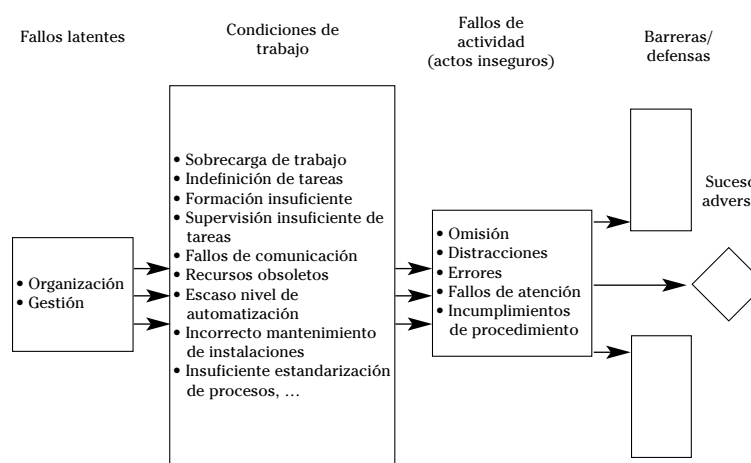 Fallos latentes
Condiciones de
trabajo
Fallos de
actividad
(actos inseguros)
Barreras/
defensas
• Organización
• Gestión
• Sobrecarga de trabajo
• Indefinición de tareas
• Formación insuficiente
• Supervisión insuficiente de
tareas
• Fallos de comunicación
• Recursos obsoletos
• Escaso nivel de
automatización
• Incorrecto mantenimiento
de instalaciones
• Insuficiente estandarización
de procesos, …
• Omisión
• Distracciones
• Errores
• Fallos de atención
• Incumplimientos
de procedimiento
Suceso
advers